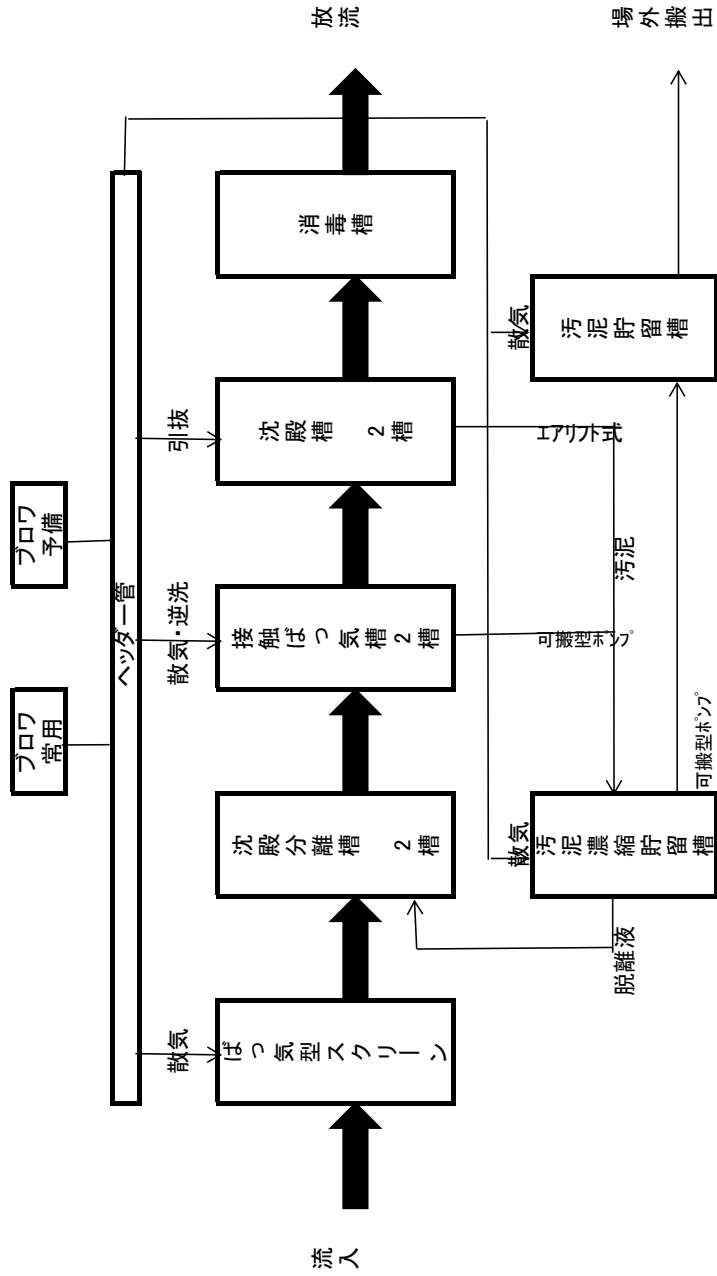 ブロワ
常用
ブロワ
予備
ヘッダー管
散気
散気・逆洗
引抜
流入
ばっ気型スクリーン
沈殿分離槽　２槽
接触ばっ気槽２槽
沈殿槽　２槽
消毒槽
放流
脱離液
散気
汚泥濃縮貯留槽
可搬型ﾎﾟﾝﾌﾟ
エアリフト式
汚泥
可搬型ﾎﾟﾝﾌﾟ
散気
汚泥貯留槽
場外搬出